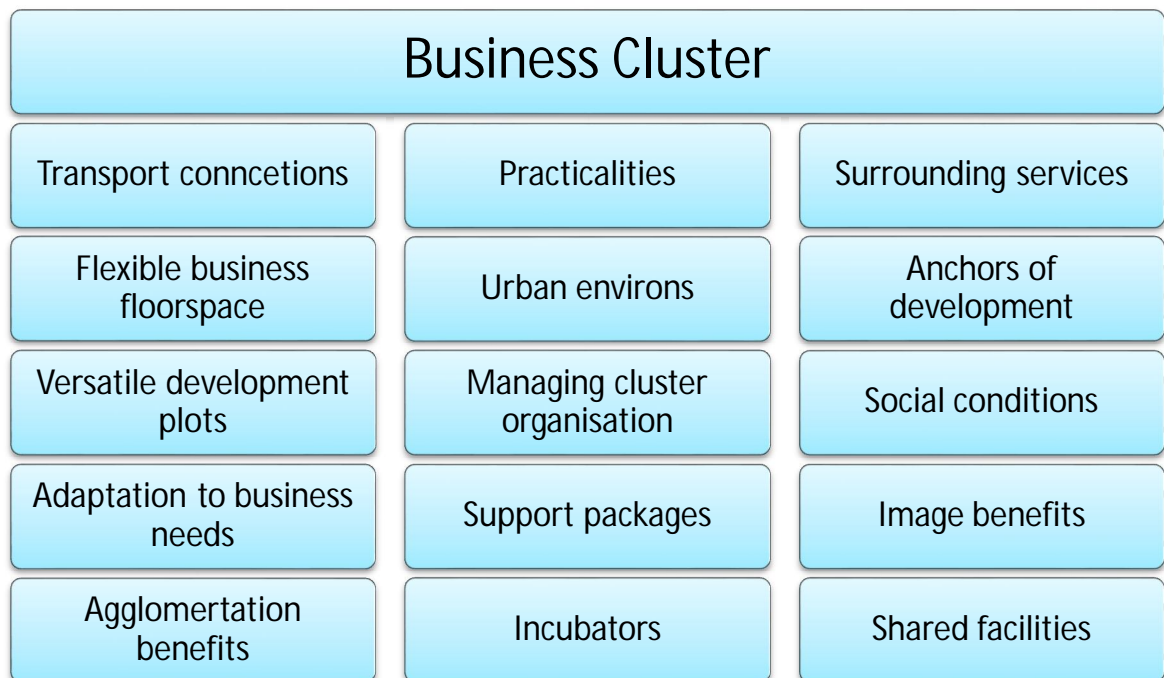 Business Cluster
Transport conncetions
Practicalities
Surrounding services
Flexible business
floorspace
Urban environs
Anchors of
development
Versatile development
plots
Managing cluster
organisation
Social conditions
Adaptation to business
needs
Support packages
Image benefits
Agglomertation
benefits
Incubators
Shared facilities